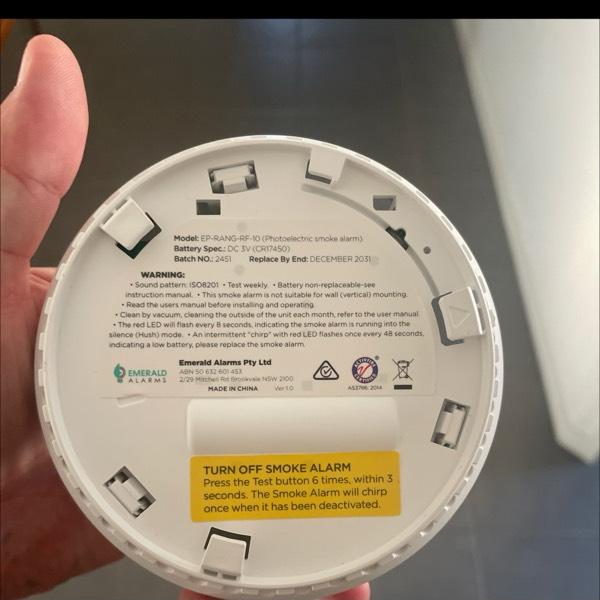 Model: EP-RANG-RF-10 (Photoelectric smoke alarm)
Battery Spec.: DC 3V (CR17450)
Batch NO.: 2451 Replace By End: DECEMBER 2031
WARNING:
• Sound pattern: ISO8201 • Test weekly. • Battery non-replaceable-see
instruction manual. • This smoke alarm is not suitable for wall (vertical) mounting.
• Read the users manual before installing and operating.
• Clean by vacuum, cleaning the outside of the unit each month, refer to the user manual.
• The red LED will flash every 8 seconds, indicating the smoke alarm is running into the
silence (Hush) mode. • An intermittent "chirp" with red LED flashes once every 48 seconds,
indicating a low battery, please replace the smoke alarm.
EMERALD
ALARMS
Emerald Alarms Pty Ltd
ABN 50 632 601 453
2/29 Mitchell Rd Brookvale NSW 2100
MADE IN CHINA Ver 1.0
AS3786: 2014
TURN OFF SMOKE ALARM
Press the Test button 6 times, within 3
seconds. The Smoke Alarm will chirp
once when it has been deactivated.